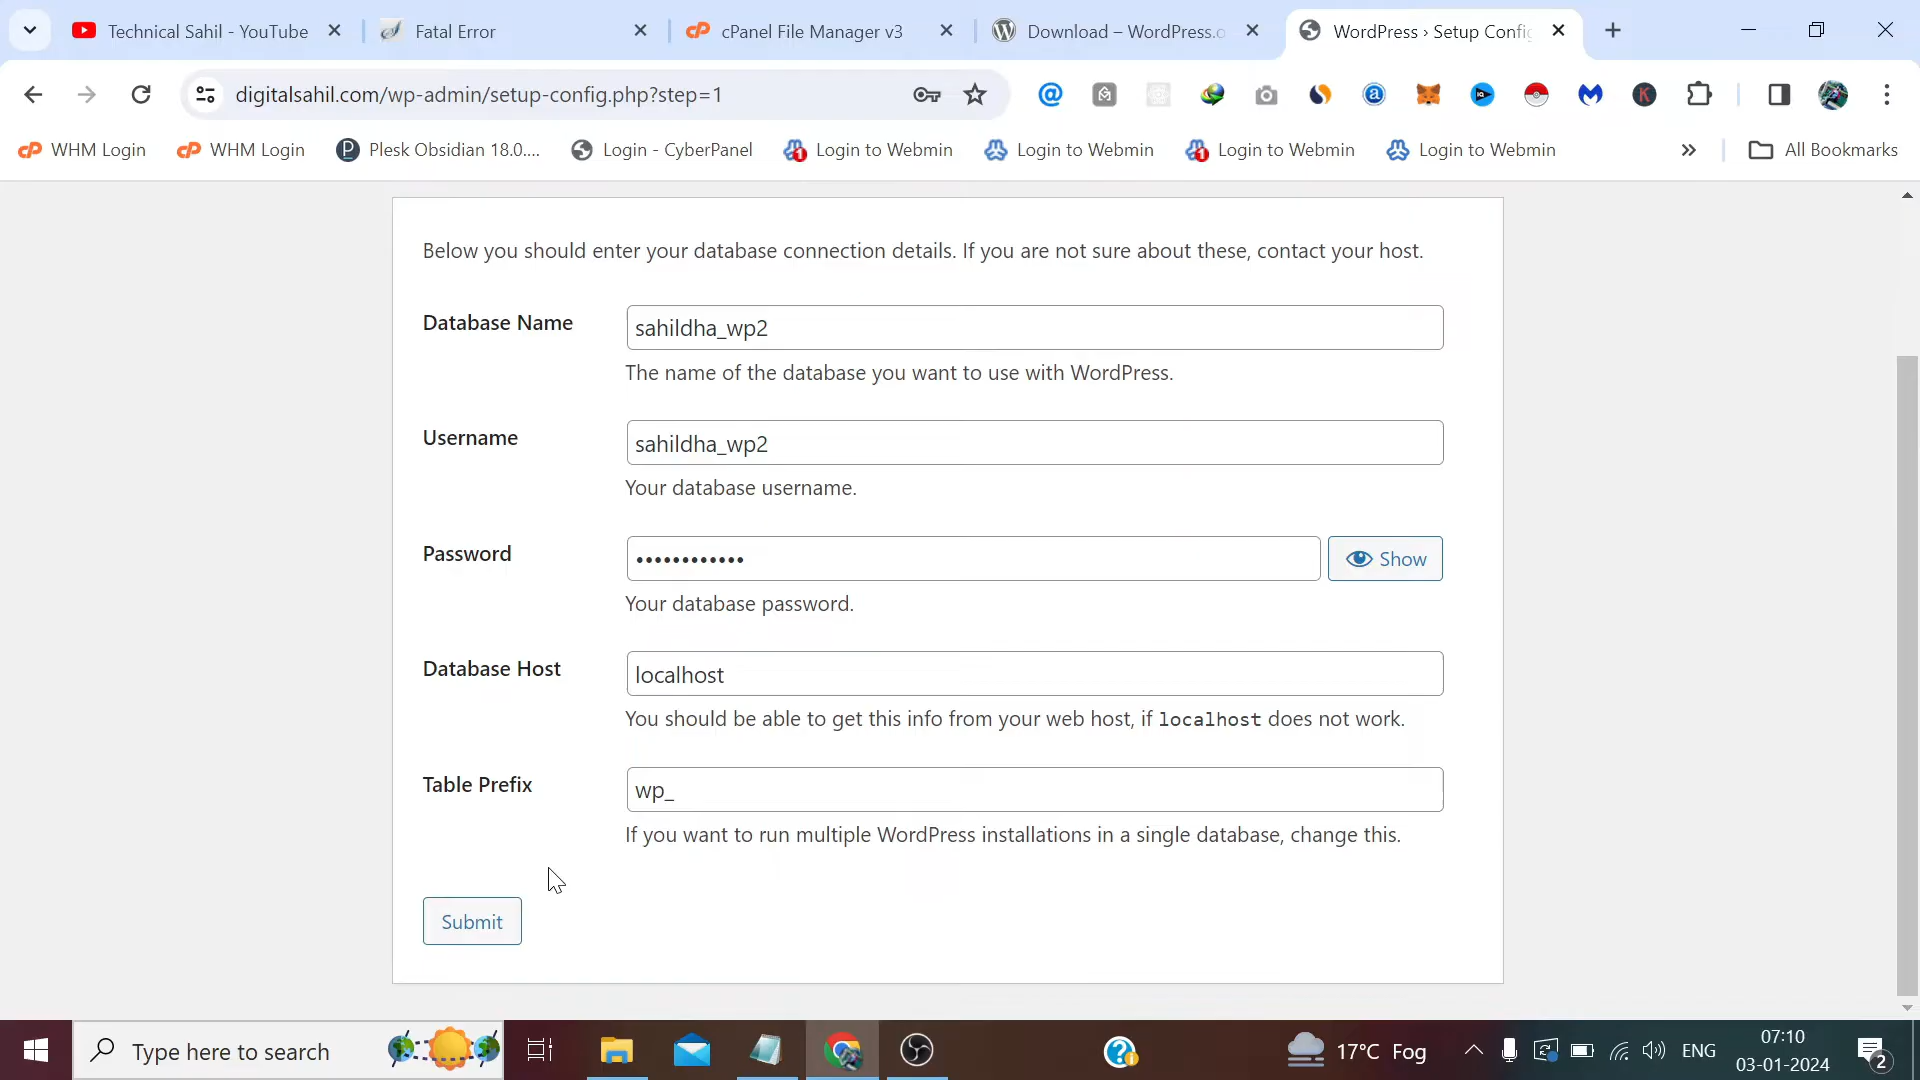 Technical Sahil - YouTube
Fatal Error
cPanel File Manager v3
Download – WordPress.o
WordPress › Setup Config
digitalsahil.com/wp-admin/setup-config.php?step=1
WHM Login
WHM Login
Plesk Obsidian 18.0....
Login - CyberPanel
Login to Webmin
Login to Webmin
Login to Webmin
Login to Webmin
»
All Bookmarks
Below you should enter your database connection details. If you are not sure about these, contact your host.
Database Name
sahildha_wp2
The name of the database you want to use with WordPress.
Username
sahildha_wp2
Your database username.
Password
••••••••••••
Show
Your database password.
Database Host
localhost
You should be able to get this info from your web host, if localhost does not work.
Table Prefix
wp_
If you want to run multiple WordPress installations in a single database, change this.
Submit
Type here to search
17°C Fog
ENG
07:10
03-01-2024
2